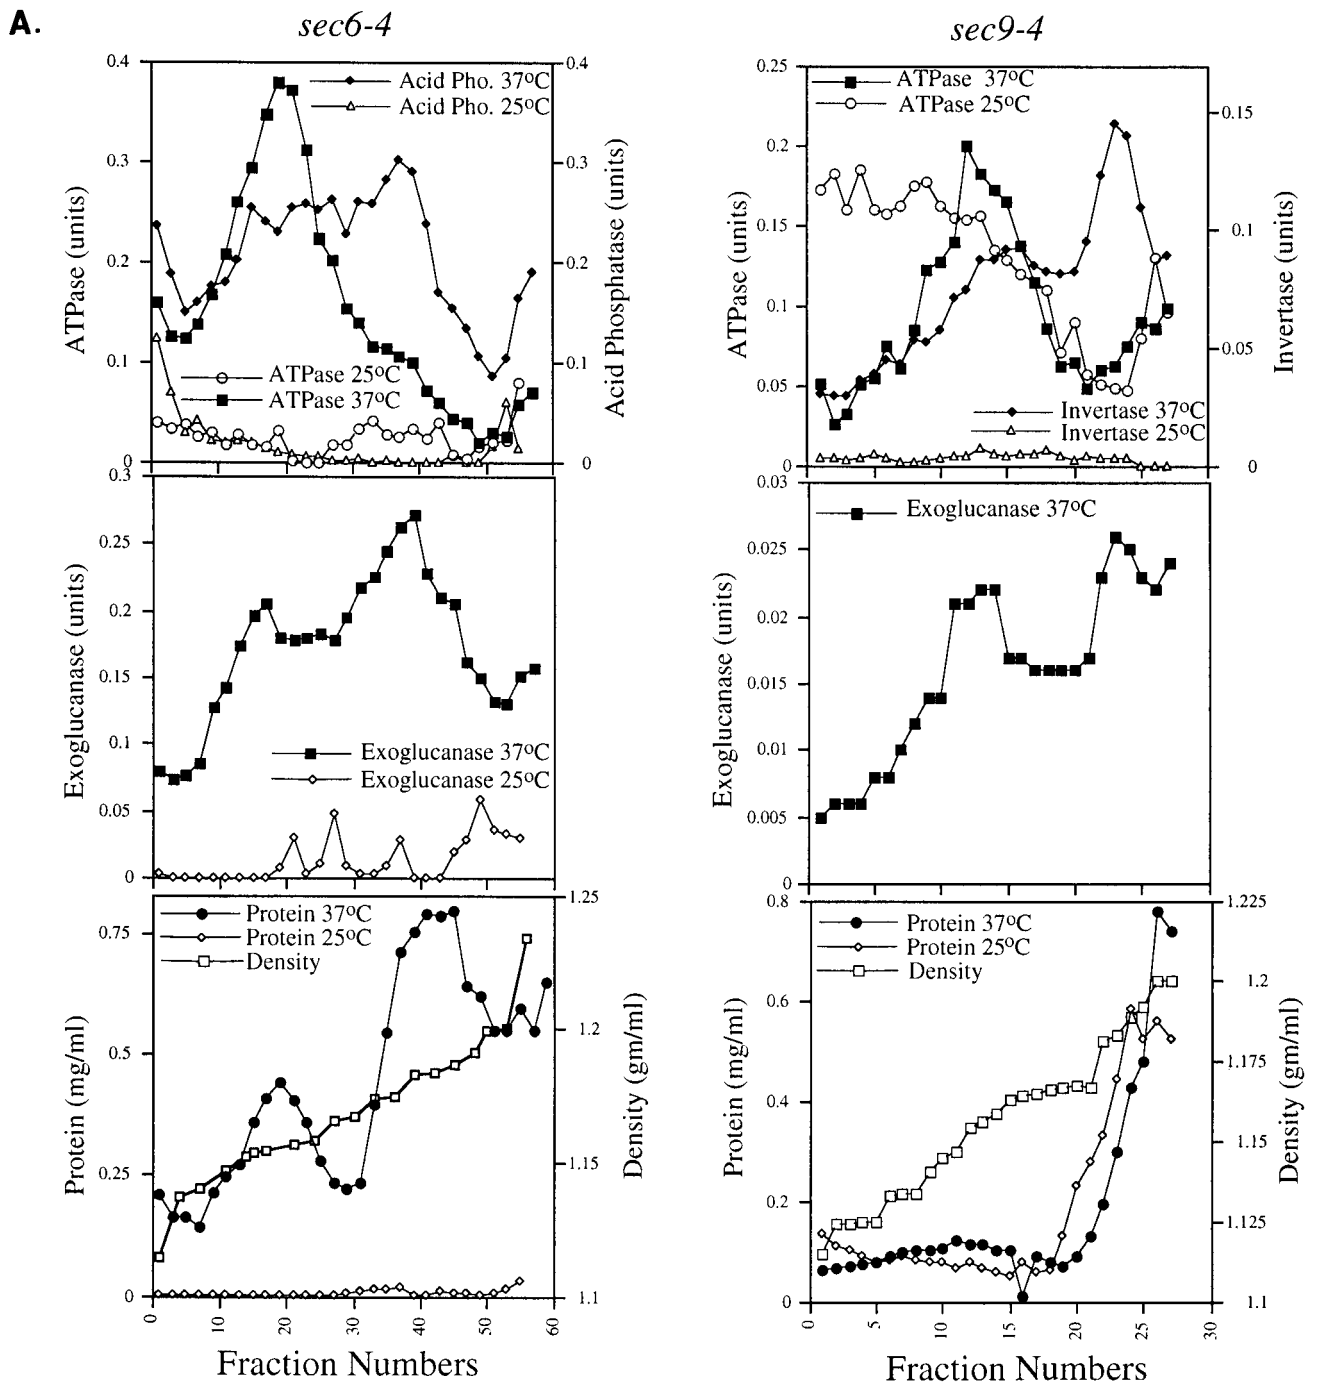 A.
sec6-4
sec9-4
0.4
0.3
0.2
0.1
0
ATPase (units)
Acid Pho. 37ºC
Acid Pho. 25ºC
ATPase 25ºC
ATPase 37ºC
0.4
0.3
0.2
0.1
0
Acid Phosphatase (units)
0.25
0.2
0.15
0.1
0.05
0
ATPase (units)
ATPase 37ºC
ATPase 25ºC
Invertase 37ºC
Invertase 25ºC
0.15
0.1
0.05
0
Invertase (units)
0.3
0.25
0.2
0.15
0.1
0.05
0
Exoglucanase (units)
Exoglucanase 37ºC
Exoglucanase 25ºC
0.03
0.025
0.02
0.015
0.01
0.005
0
Exoglucanase (units)
Exoglucanase 37ºC
0.75
0.5
0.25
0
Protein (mg/ml)
Protein 37ºC
Protein 25ºC
Density
1.25
1.2
1.15
1.1
Density (gm/ml)
0 10 20 30 40 50 60
Fraction Numbers
0.8
0.6
0.4
0.2
0
Protein (mg/ml)
Protein 37ºC
Protein 25ºC
Density
1.225
1.2
1.175
1.15
1.125
1.1
Density (gm/ml)
0 5 10 15 20 25 30
Fraction Numbers